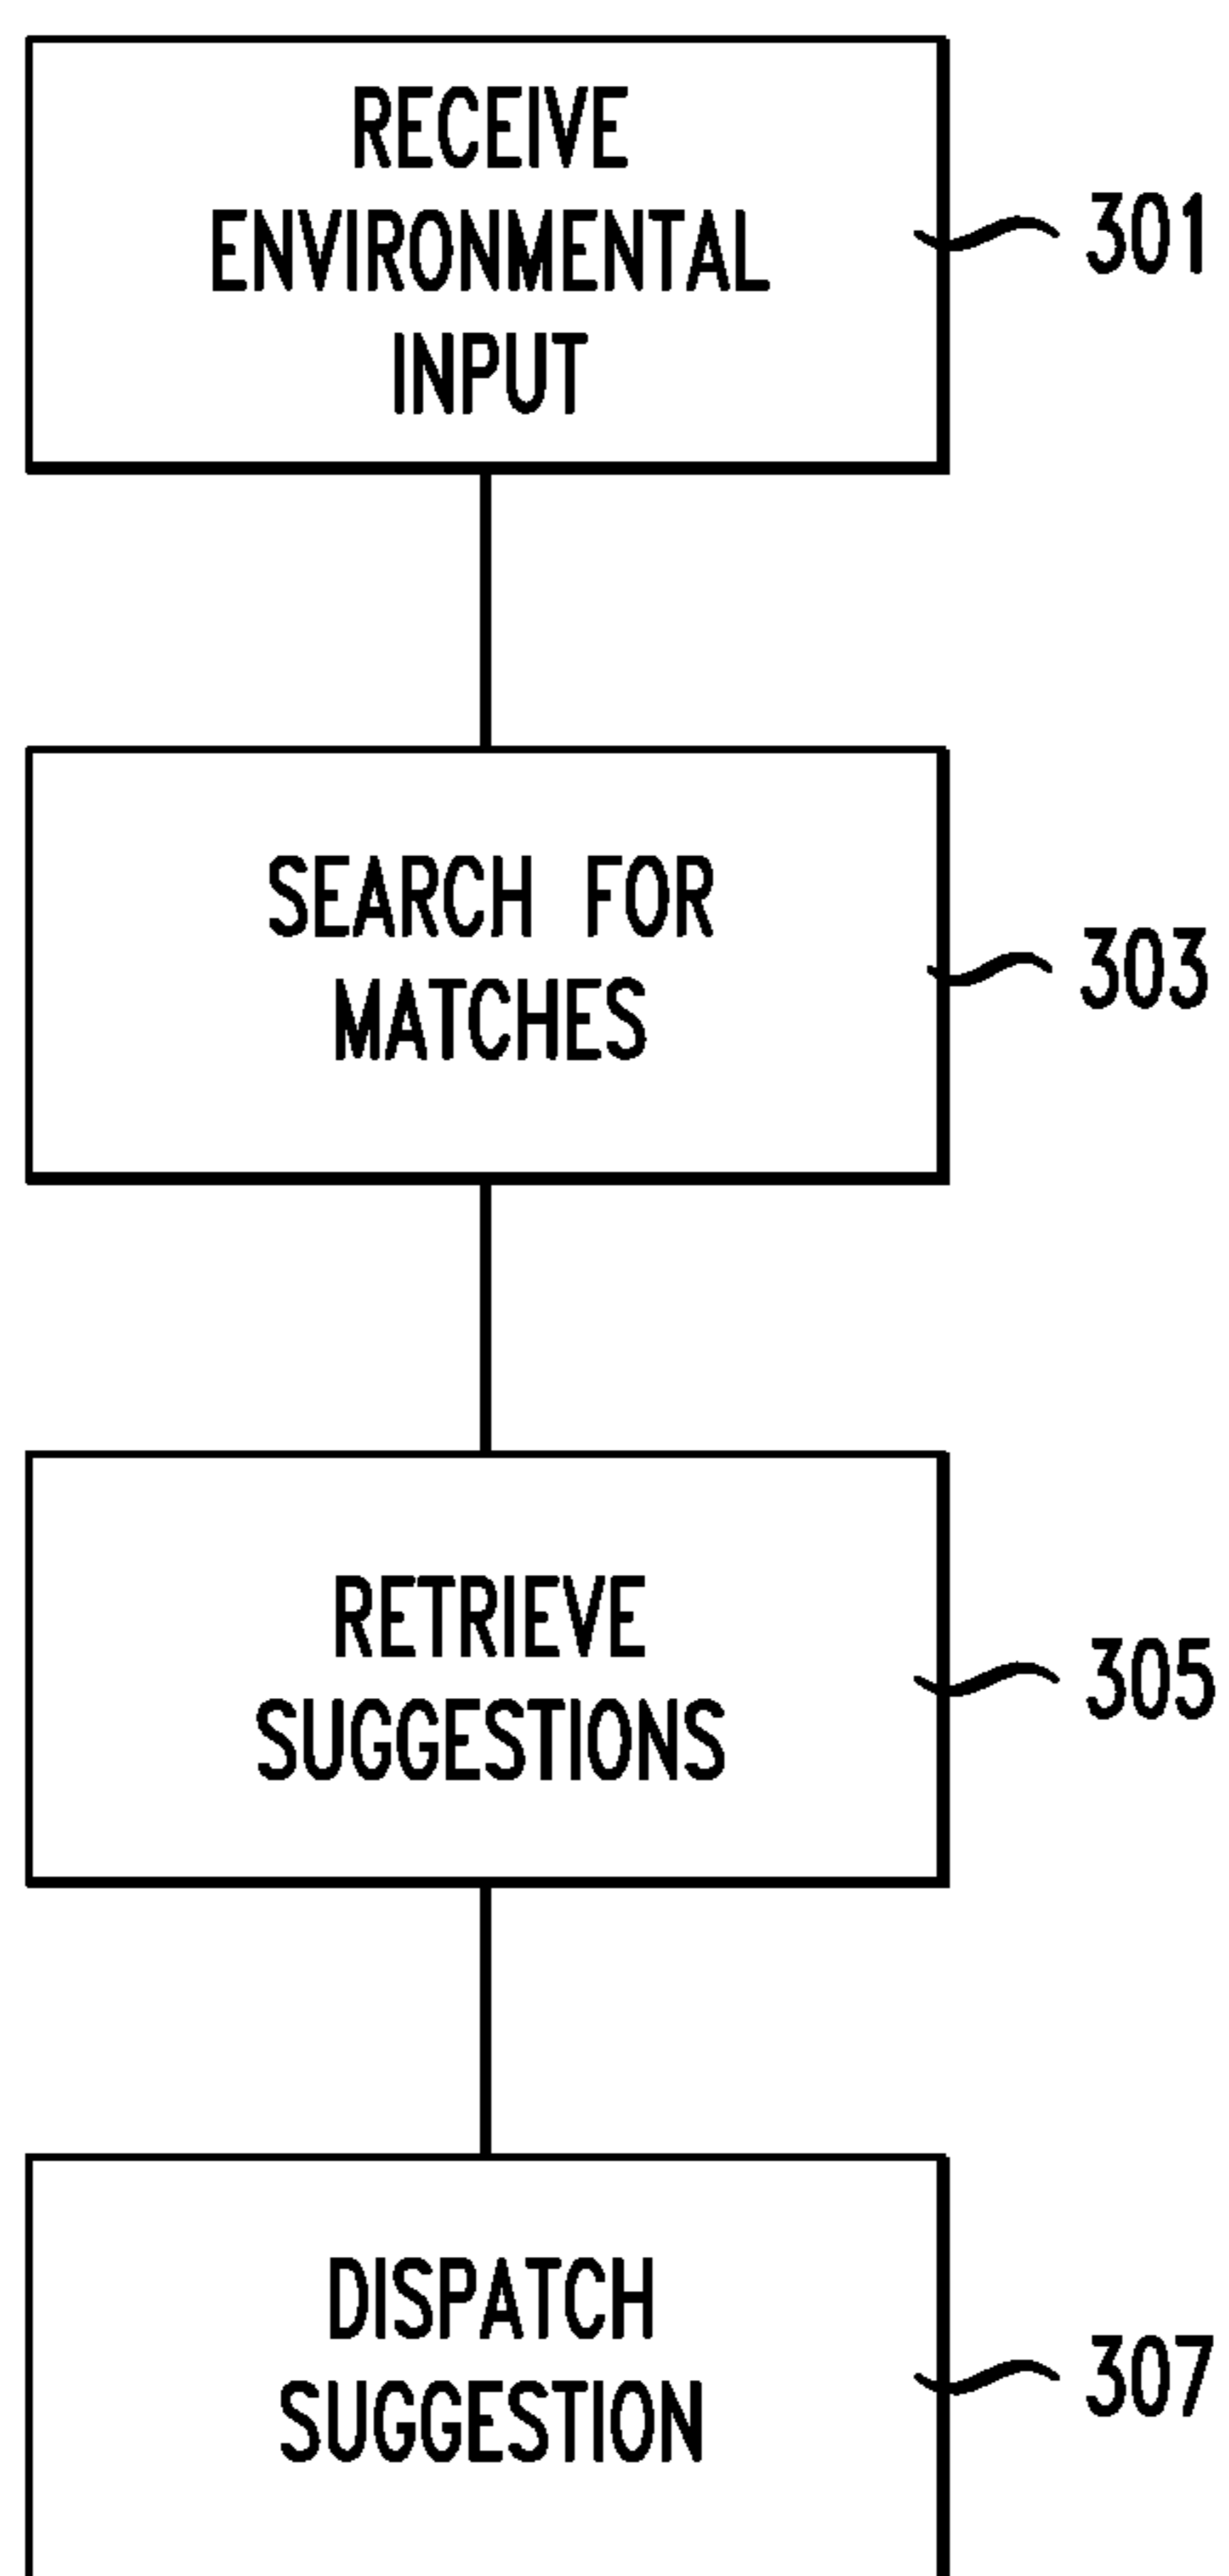 RECEIVE
ENVIRONMENTAL
INPUT
301
SEARCH FOR
MATCHES
303
RETRIEVE
SUGGESTIONS
305
DISPATCH
SUGGESTION
307